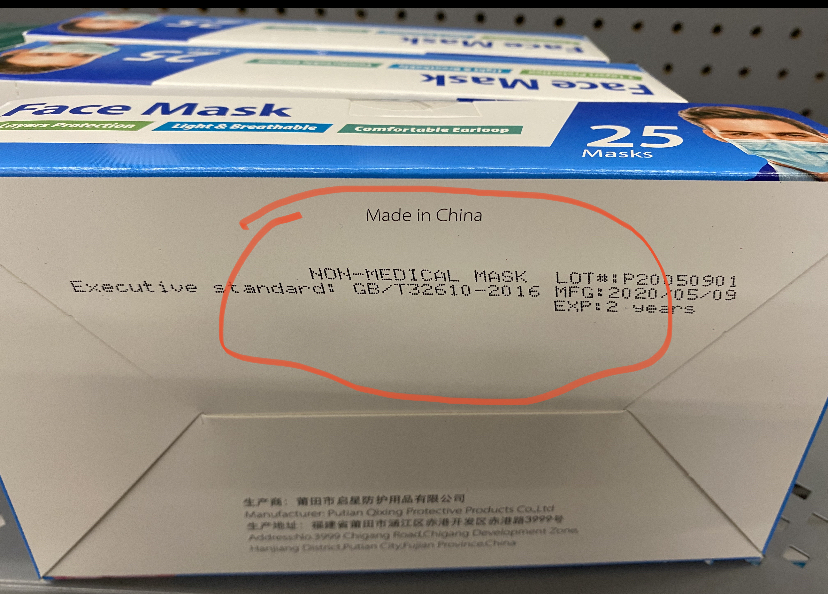 25
Face Mask
25
Face Mask
Face Mask
Layers Protection Light & Breathable Comfortable Earloop
25
Masks
Made in China
NON-MEDICAL MASK LOT#:P20050901
Executive standard: GB/T32610-2016 MFG:2020/05/09
EXP:2 years
生产商：莆田市启星防护用品有限公司
Manufacturer: Putian Qixing Protective Products Co.,Ltd
生产地址：福建省莆田市涵江区赤港开发区赤港路3999号
Address:No.3999 Chigang Road,Chigang Development Zone,
Hanjiang District,Putian City,Fujian Province,China